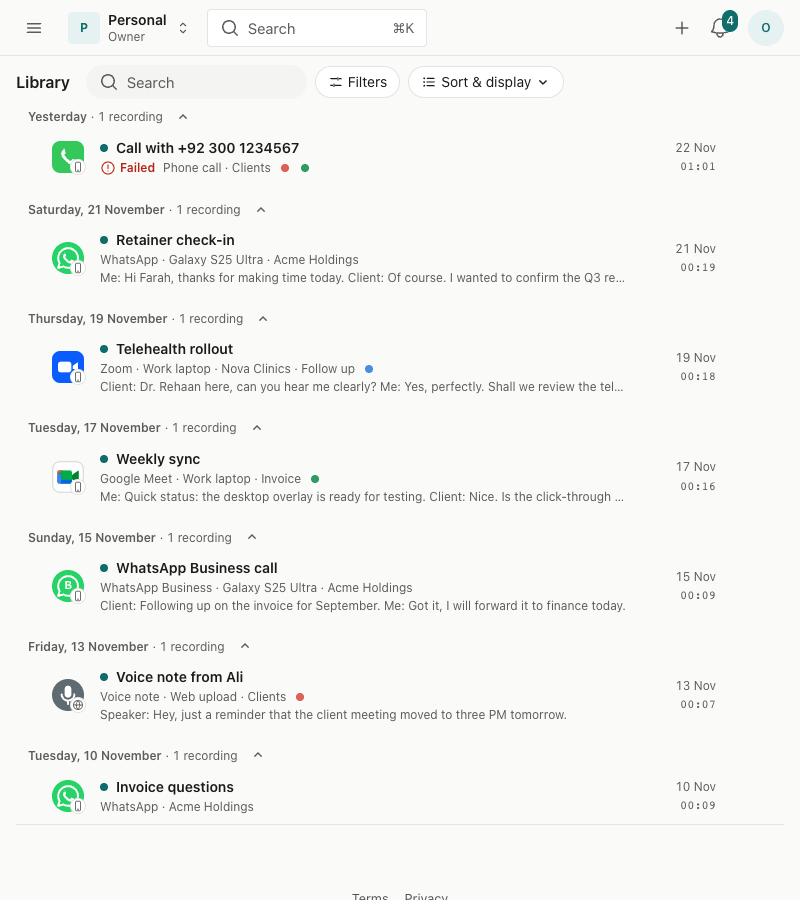 P Personal
Owner
Search ⌘K
4
O
Library
Search
Filters
Sort & display
Yesterday · 1 recording
Call with +92 300 1234567
22 Nov
Failed Phone call · Clients
01:01
Saturday, 21 November · 1 recording
Retainer check-in
21 Nov
WhatsApp · Galaxy S25 Ultra · Acme Holdings
00:19
Me: Hi Farah, thanks for making time today. Client: Of course. I wanted to confirm the Q3 re...
Thursday, 19 November · 1 recording
Telehealth rollout
19 Nov
Zoom · Work laptop · Nova Clinics · Follow up
00:18
Client: Dr. Rehaan here, can you hear me clearly? Me: Yes, perfectly. Shall we review the tel...
Tuesday, 17 November · 1 recording
Weekly sync
17 Nov
Google Meet · Work laptop · Invoice
00:16
Me: Quick status: the desktop overlay is ready for testing. Client: Nice. Is the click-through ...
Sunday, 15 November · 1 recording
WhatsApp Business call
15 Nov
B
WhatsApp Business · Galaxy S25 Ultra · Acme Holdings
00:09
Client: Following up on the invoice for September. Me: Got it, I will forward it to finance today.
Friday, 13 November · 1 recording
Voice note from Ali
13 Nov
Voice note · Web upload · Clients
00:07
Speaker: Hey, just a reminder that the client meeting moved to three PM tomorrow.
Tuesday, 10 November · 1 recording
Invoice questions
10 Nov
WhatsApp · Acme Holdings
00:09
Terms Privacy